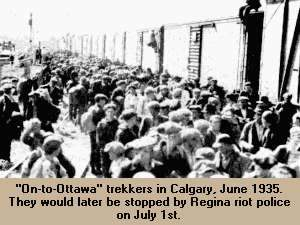 "On-to-Ottawa" trekkers in Calgary, June 1935.
They would later be stopped by Regina riot police
on July 1st.